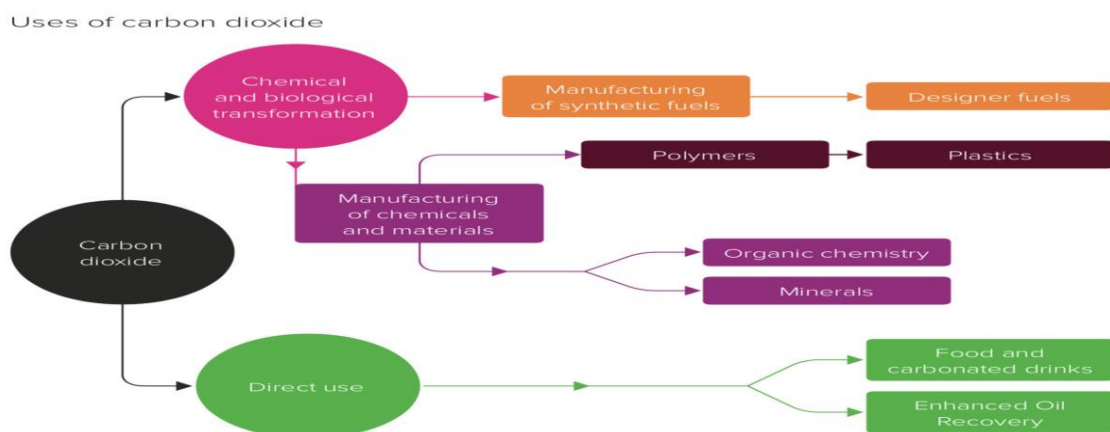 Uses of carbon dioxide
Chemical
and biological
transformation
Manufacturing
of synthetic fuels
Designer fuels
Polymers
Plastics
Manufacturing
of chemicals
and materials
Carbon
dioxide
Organic chemistry
Minerals
Direct use
Food and
carbonated drinks
Enhanced Oil
Recovery